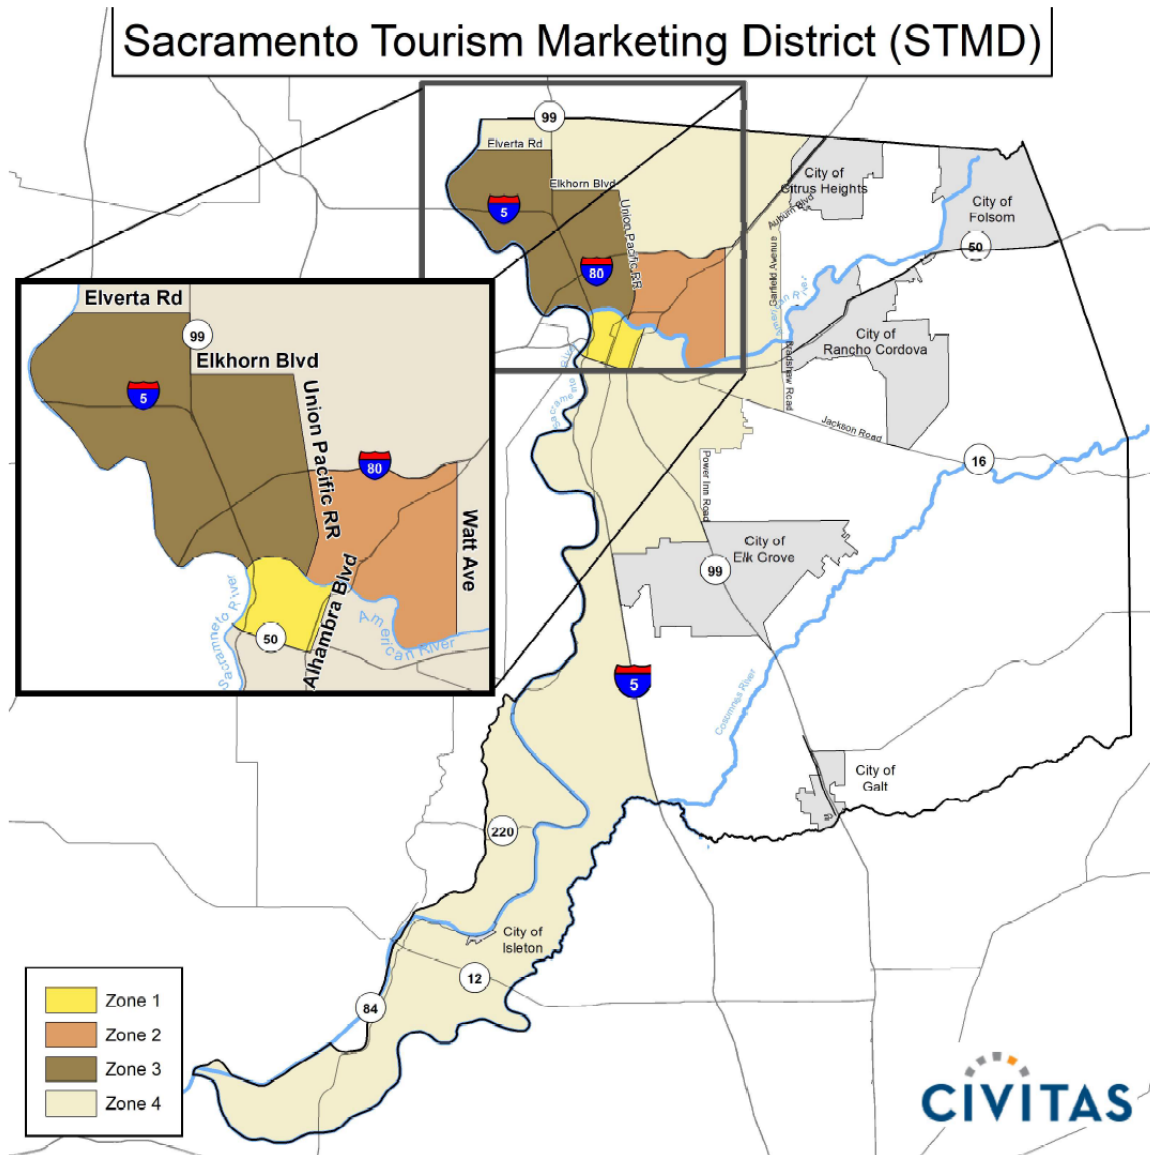 Sacramento Tourism Marketing District (STMD)
99
Elverta Rd
Elkhorn Blvd
5
Union Pacific RR
80
City of
Citrus Heights
Auburn Blvd
City of
Folsom
50
Garfield Avenue
American River
City of
Rancho Cordova
Bradshaw Road
Jackson Road
16
Sacramento River
Power Inn Road
City of
Elk Grove
99
5
Cosumnes River
City of
Galt
220
City of
Isleton
12
84
Elverta Rd
99
Elkhorn Blvd
5
Union Pacific RR
80
Watt Ave
Alhambra Blvd
American River
Sacramneto River
50
Zone 1
Zone 2
Zone 3
Zone 4
CIVITAS